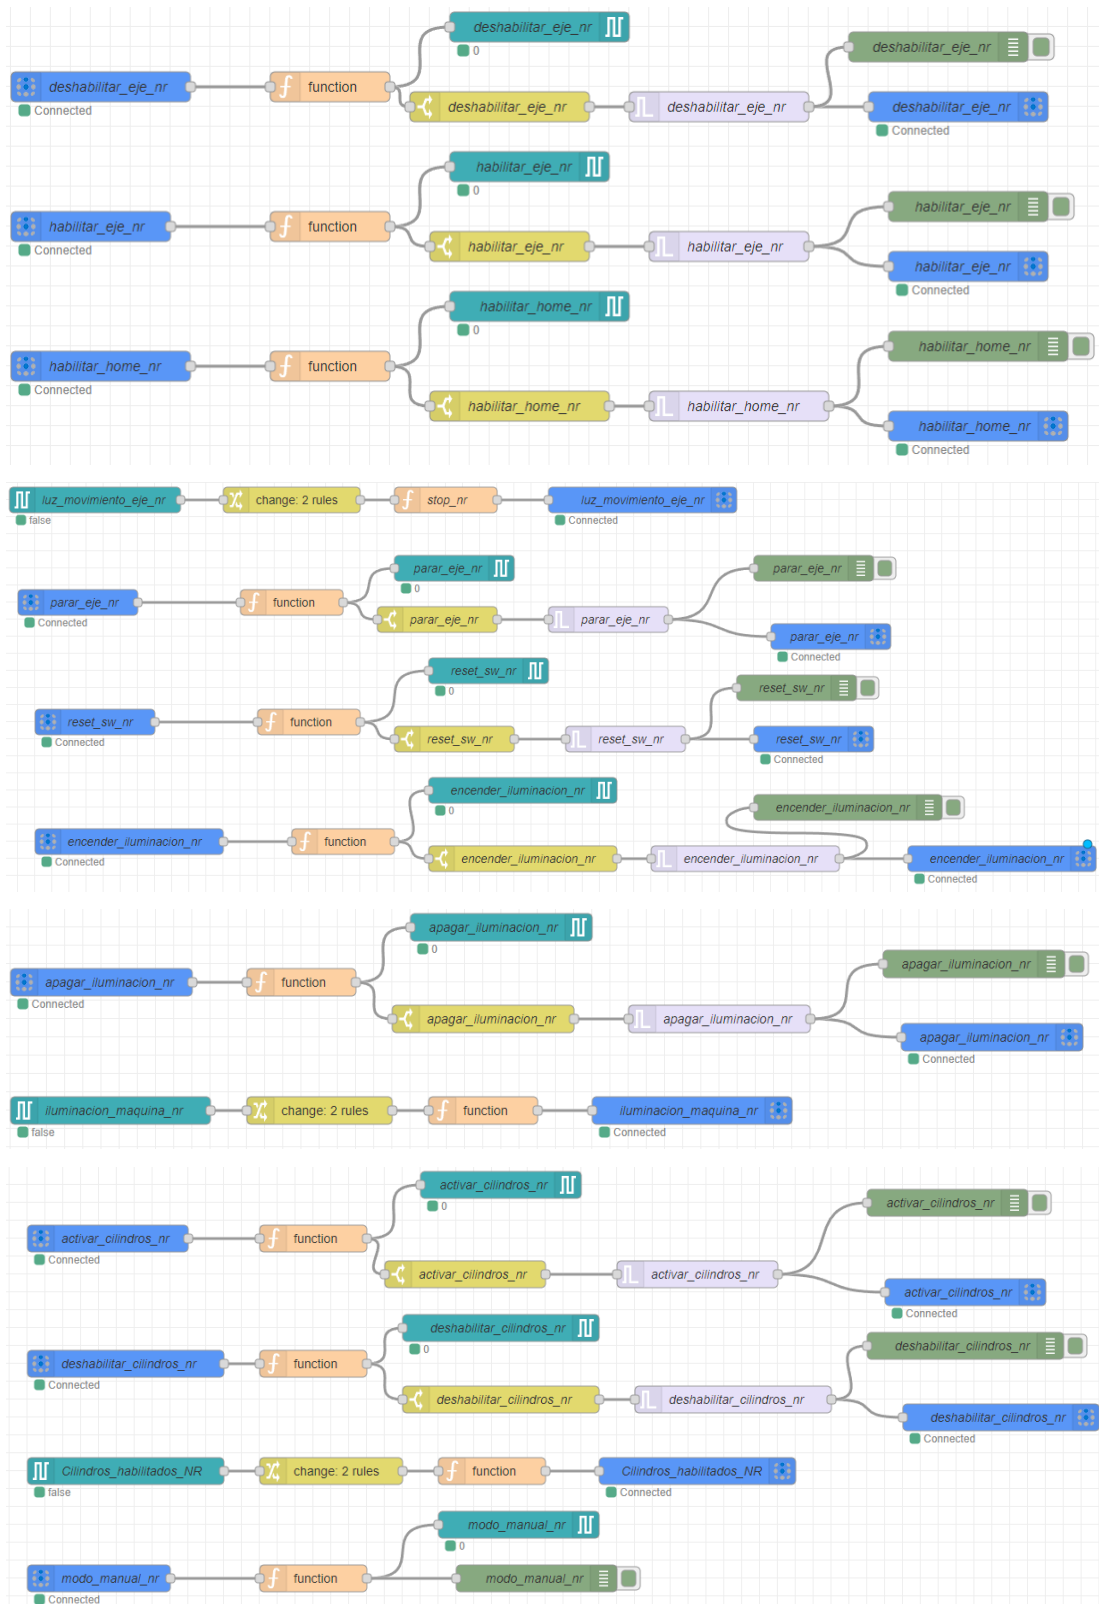 deshabilitar_eje_nr
0
deshabilitar_eje_nr
deshabilitar_eje_nr
Connected
function
deshabilitar_eje_nr
deshabilitar_eje_nr
deshabilitar_eje_nr
Connected
habilitar_eje_nr
0
habilitar_eje_nr
habilitar_eje_nr
Connected
function
habilitar_eje_nr
habilitar_eje_nr
habilitar_eje_nr
Connected
habilitar_home_nr
0
habilitar_home_nr
habilitar_home_nr
Connected
function
habilitar_home_nr
habilitar_home_nr
habilitar_home_nr
Connected
luz_movimiento_eje_nr
false
change: 2 rules
stop_nr
luz_movimiento_eje_nr
Connected
parar_eje_nr
0
parar_eje_nr
parar_eje_nr
Connected
function
parar_eje_nr
parar_eje_nr
parar_eje_nr
Connected
reset_sw_nr
0
reset_sw_nr
reset_sw_nr
Connected
function
reset_sw_nr
reset_sw_nr
reset_sw_nr
Connected
encender_iluminacion_nr
0
encender_iluminacion_nr
encender_iluminacion_nr
Connected
function
encender_iluminacion_nr
encender_iluminacion_nr
encender_iluminacion_nr
Connected
apagar_iluminacion_nr
0
apagar_iluminacion_nr
apagar_iluminacion_nr
Connected
function
apagar_iluminacion_nr
apagar_iluminacion_nr
apagar_iluminacion_nr
Connected
iluminacion_maquina_nr
false
change: 2 rules
function
iluminacion_maquina_nr
Connected
activar_cilindros_nr
0
activar_cilindros_nr
activar_cilindros_nr
Connected
function
activar_cilindros_nr
activar_cilindros_nr
activar_cilindros_nr
Connected
deshabilitar_cilindros_nr
0
deshabilitar_cilindros_nr
deshabilitar_cilindros_nr
Connected
function
deshabilitar_cilindros_nr
deshabilitar_cilindros_nr
deshabilitar_cilindros_nr
Connected
Cilindros_habilitados_NR
false
change: 2 rules
function
Cilindros_habilitados_NR
Connected
modo_manual_nr
0
modo_manual_nr
Connected
function
modo_manual_nr